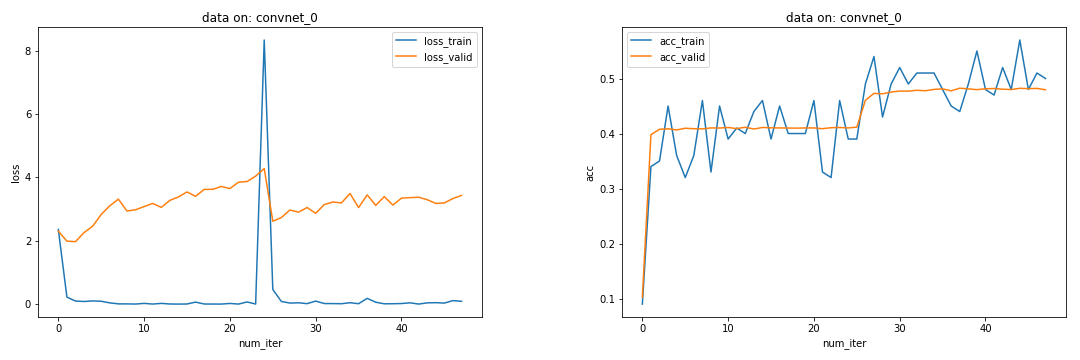 data on: convnet_0
loss_train
loss_valid
8
6
4
2
0
loss
0
10
20
30
40
num_iter
data on: convnet_0
acc_train
acc_valid
0.5
0.4
0.3
0.2
0.1
acc
0
10
20
30
40
num_iter